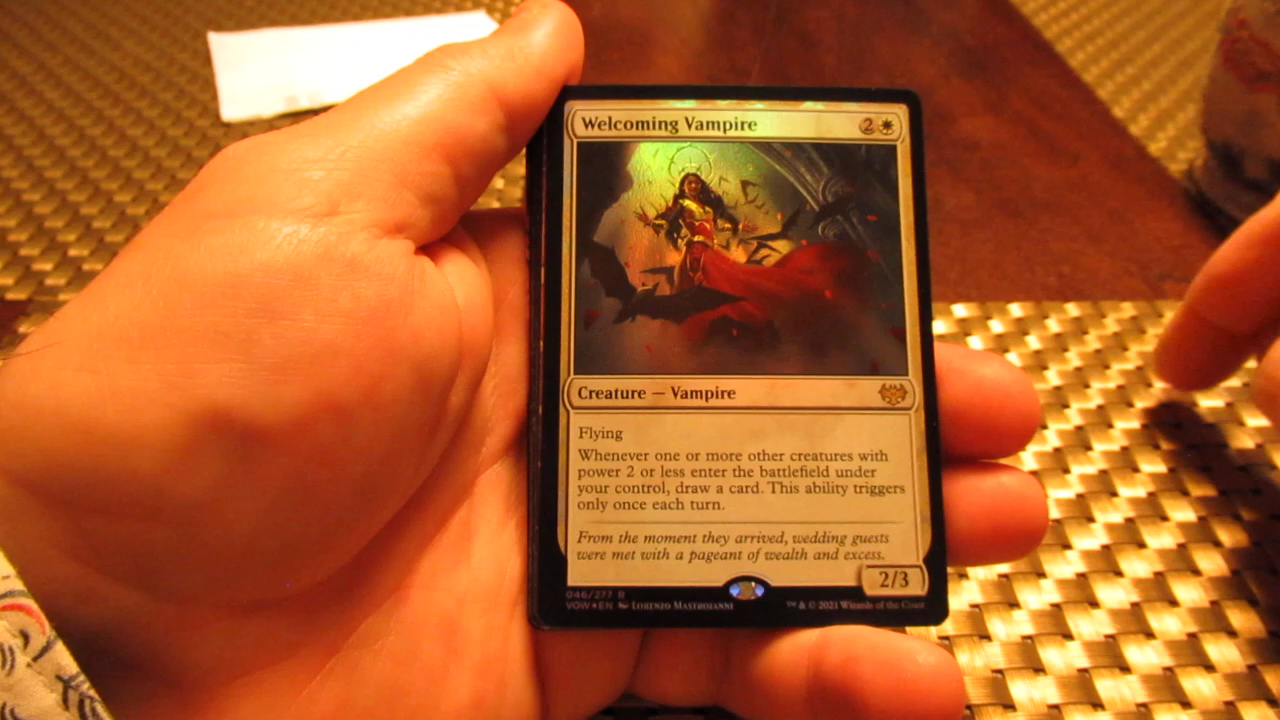 Welcoming Vampire 2
Creature — Vampire
Flying
Whenever one or more other creatures with
power 2 or less enter the battlefield under
your control, draw a card. This ability triggers
only once each turn.
From the moment they arrived, wedding guests
were met with a pageant of wealth and excess.
2/3
046/277 R
VOW★EN Lorenzo Mastroianni ™ & © 2021 Wizards of the Coast